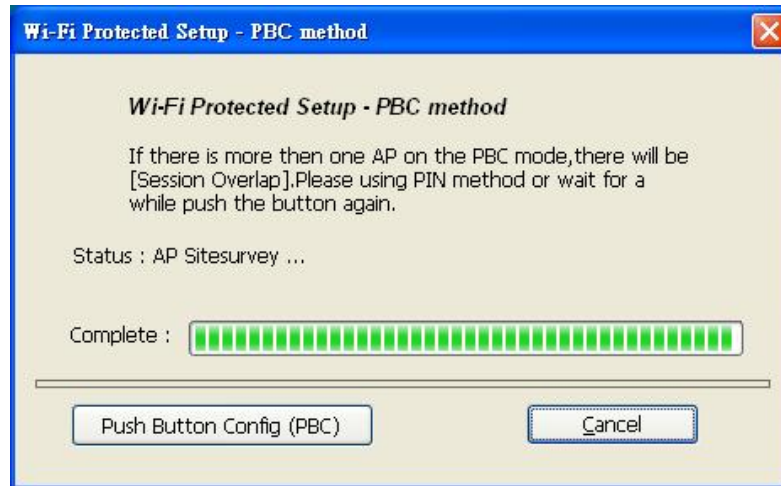 Wi-Fi Protected Setup - PBC method
Wi-Fi Protected Setup - PBC method
If there is more then one AP on the PBC mode,there will be
[Session Overlap].Please using PIN method or wait for a
while push the button again.
Status : AP Sitesurvey ...
Complete :
Push Button Config (PBC)
Cancel